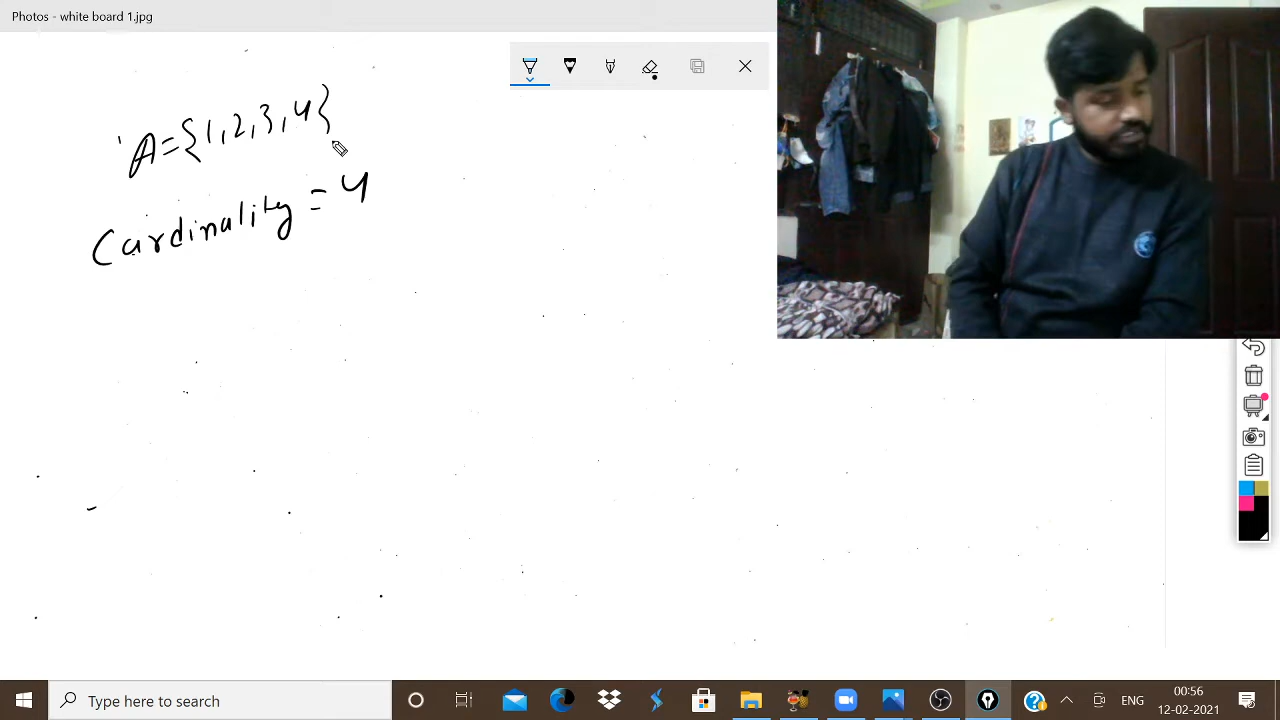 Photos - white board 1.jpg
A={1,2,3,4}
Cardinality = 4
Type here to search
ENG
00:56
12-02-2021